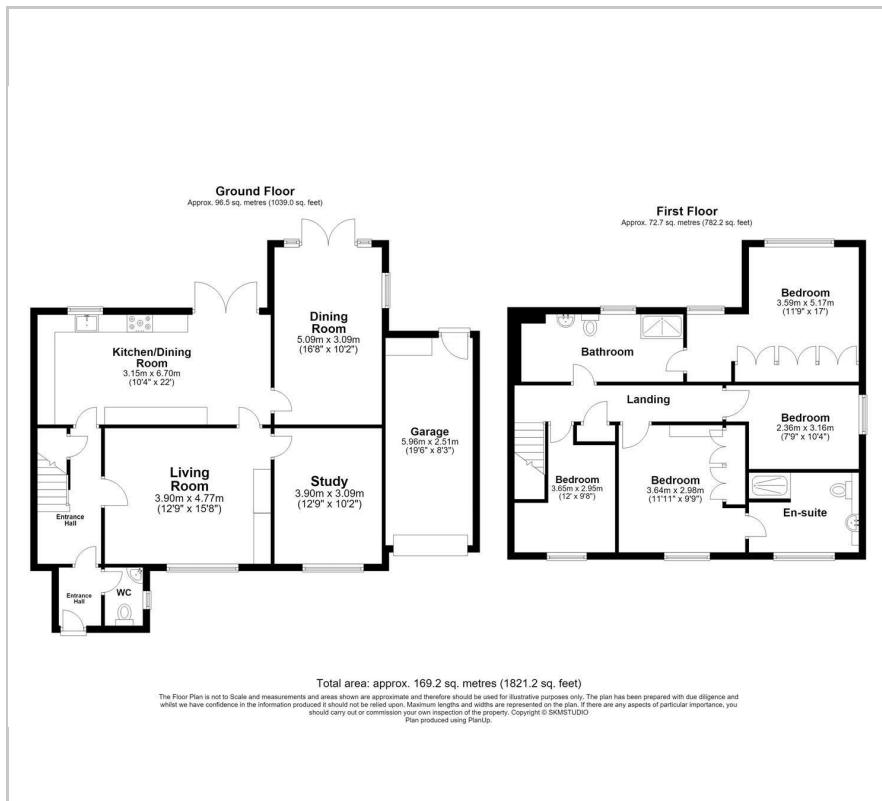 Ground Floor
Approx. 96.5 sq. metres (1039.0 sq. feet)
Kitchen/Dining
Room
3.15m x 6.70m
(10'4" x 22')
Dining
Room
5.09m x 3.09m
(16'8" x 10'2")
Living
Room
3.90m x 4.77m
(12'9" x 15'8")
Study
3.90m x 3.09m
(12'9" x 10'2")
Garage
5.96m x 2.51m
(19'6" x 8'3")
Entrance
Hall
Entrance
Hall
WC
First Floor
Approx. 72.7 sq. metres (782.2 sq. feet)
Bedroom
3.59m x 5.17m
(11'9" x 17')
Bathroom
Landing
Bedroom
2.36m x 3.16m
(7'9" x 10'4")
Bedroom
3.65m x 2.95m
(12' x 9'8")
Bedroom
3.64m x 2.98m
(11'11" x 9'9")
En-suite
Total area: approx. 169.2 sq. metres (1821.2 sq. feet)
The Floor Plan is not to Scale and measurements and areas shown are approximate and therefore should be used for illustrative purposes only. The plan has been prepared with due diligence and
whilst we have confidence in the information produced it should not be relied upon. Maximum lengths and widths are represented on the plan. If there are any aspects of particular importance, you
should carry out or commission your own inspection of the property. Copyright © SKMSTUDIO
Plan produced using PlanUp.